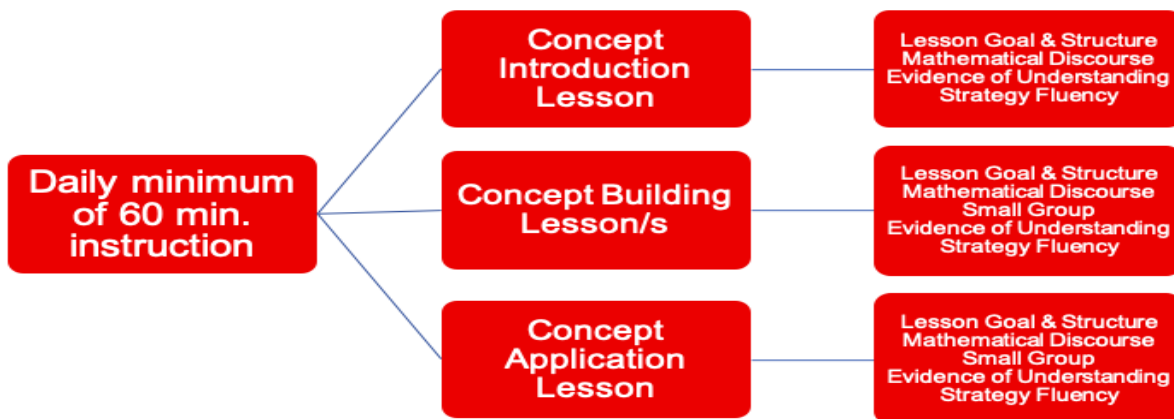 Daily minimum
of 60 min.
instruction
Concept
Introduction
Lesson
Lesson Goal & Structure
Mathematical Discourse
Evidence of Understanding
Strategy Fluency
Concept Building
Lesson/s
Lesson Goal & Structure
Mathematical Discourse
Small Group
Evidence of Understanding
Strategy Fluency
Concept
Application
Lesson
Lesson Goal & Structure
Mathematical Discourse
Small Group
Evidence of Understanding
Strategy Fluency